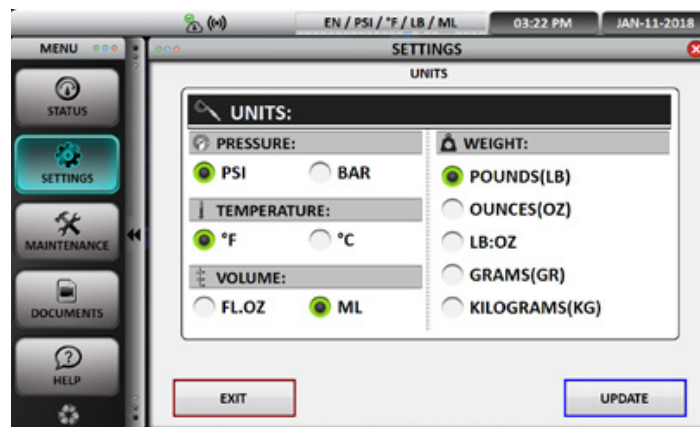 EN / PSI / °F / LB / ML
03:22 PM
JAN-11-2018
MENU
SETTINGS
UNITS
STATUS
SETTINGS
MAINTENANCE
DOCUMENTS
HELP
UNITS:
PRESSURE:
PSI
BAR
TEMPERATURE:
°F
°C
VOLUME:
FL.OZ
ML
WEIGHT:
POUNDS(LB)
OUNCES(OZ)
LB:OZ
GRAMS(GR)
KILOGRAMS(KG)
EXIT
UPDATE